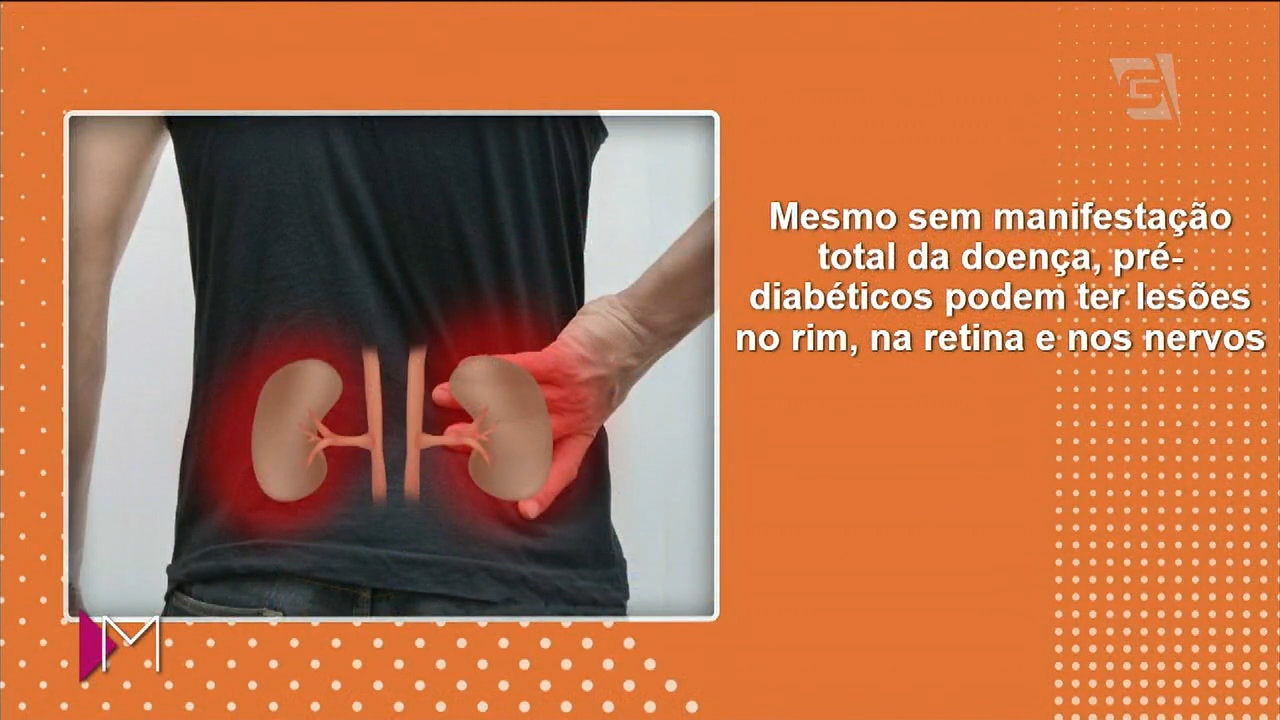 Mesmo sem manifestação
total da doença, pré-
diabéticos podem ter lesões
no rim, na retina e nos nervos
M